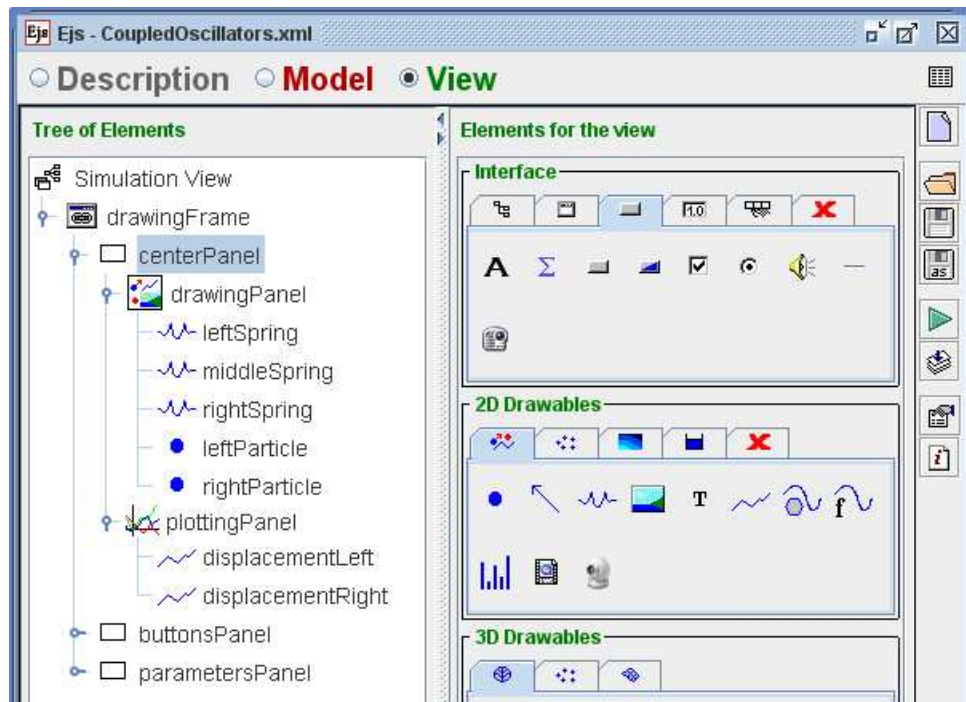 Ejs Ejs - CoupledOscillators.xml
Description Model View
Tree of Elements
Simulation View
drawingFrame
centerPanel
drawingPanel
leftSpring
middleSpring
rightSpring
leftParticle
rightParticle
plottingPanel
displacementLeft
displacementRight
buttonsPanel
parametersPanel
Elements for the view
Interface
1.0
A Σ
2D Drawables
T f
3D Drawables
as
i